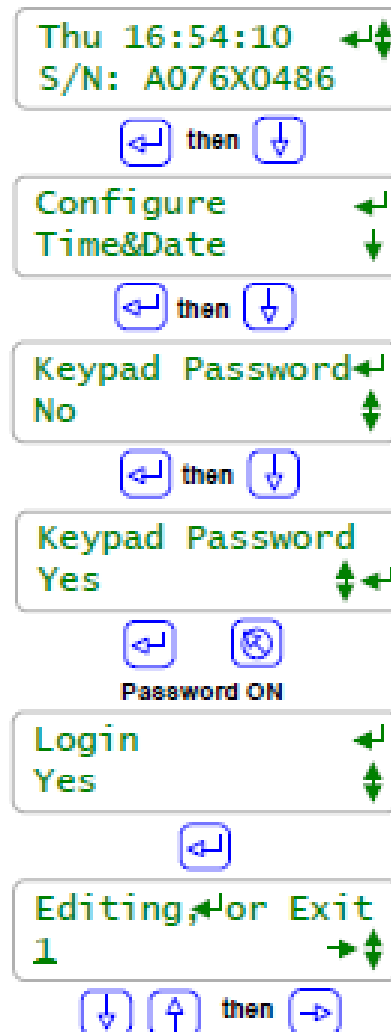 Thu 16:54:10
S/N: A076X0486
then
Configure
Time&Date
then
Keypad Password
No
then
Keypad Password
Yes
Password ON
Login
Yes
Editing,↵or Exit
1
then